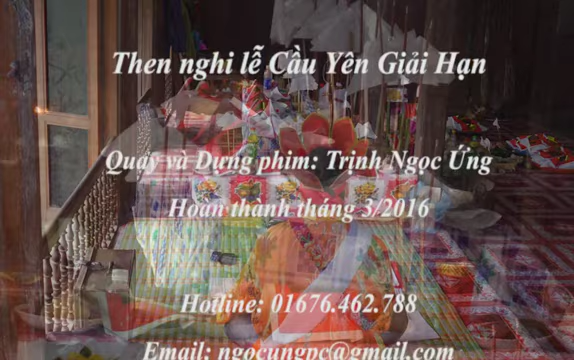 Then nghi lễ Cầu Yên Giải Hạn
Quay và Dựng phim: Trịnh Ngọc Ứng
Hoàn thành tháng 3/2016
Hotline: 01676.462.788
Email: ngocungpc@gmail.com